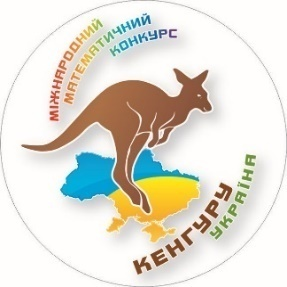 МІЖНАРОДНИЙ
МАТЕМАТИЧНИЙ
КОНКУРС
КЕНГУРУ
УКРАЇНА